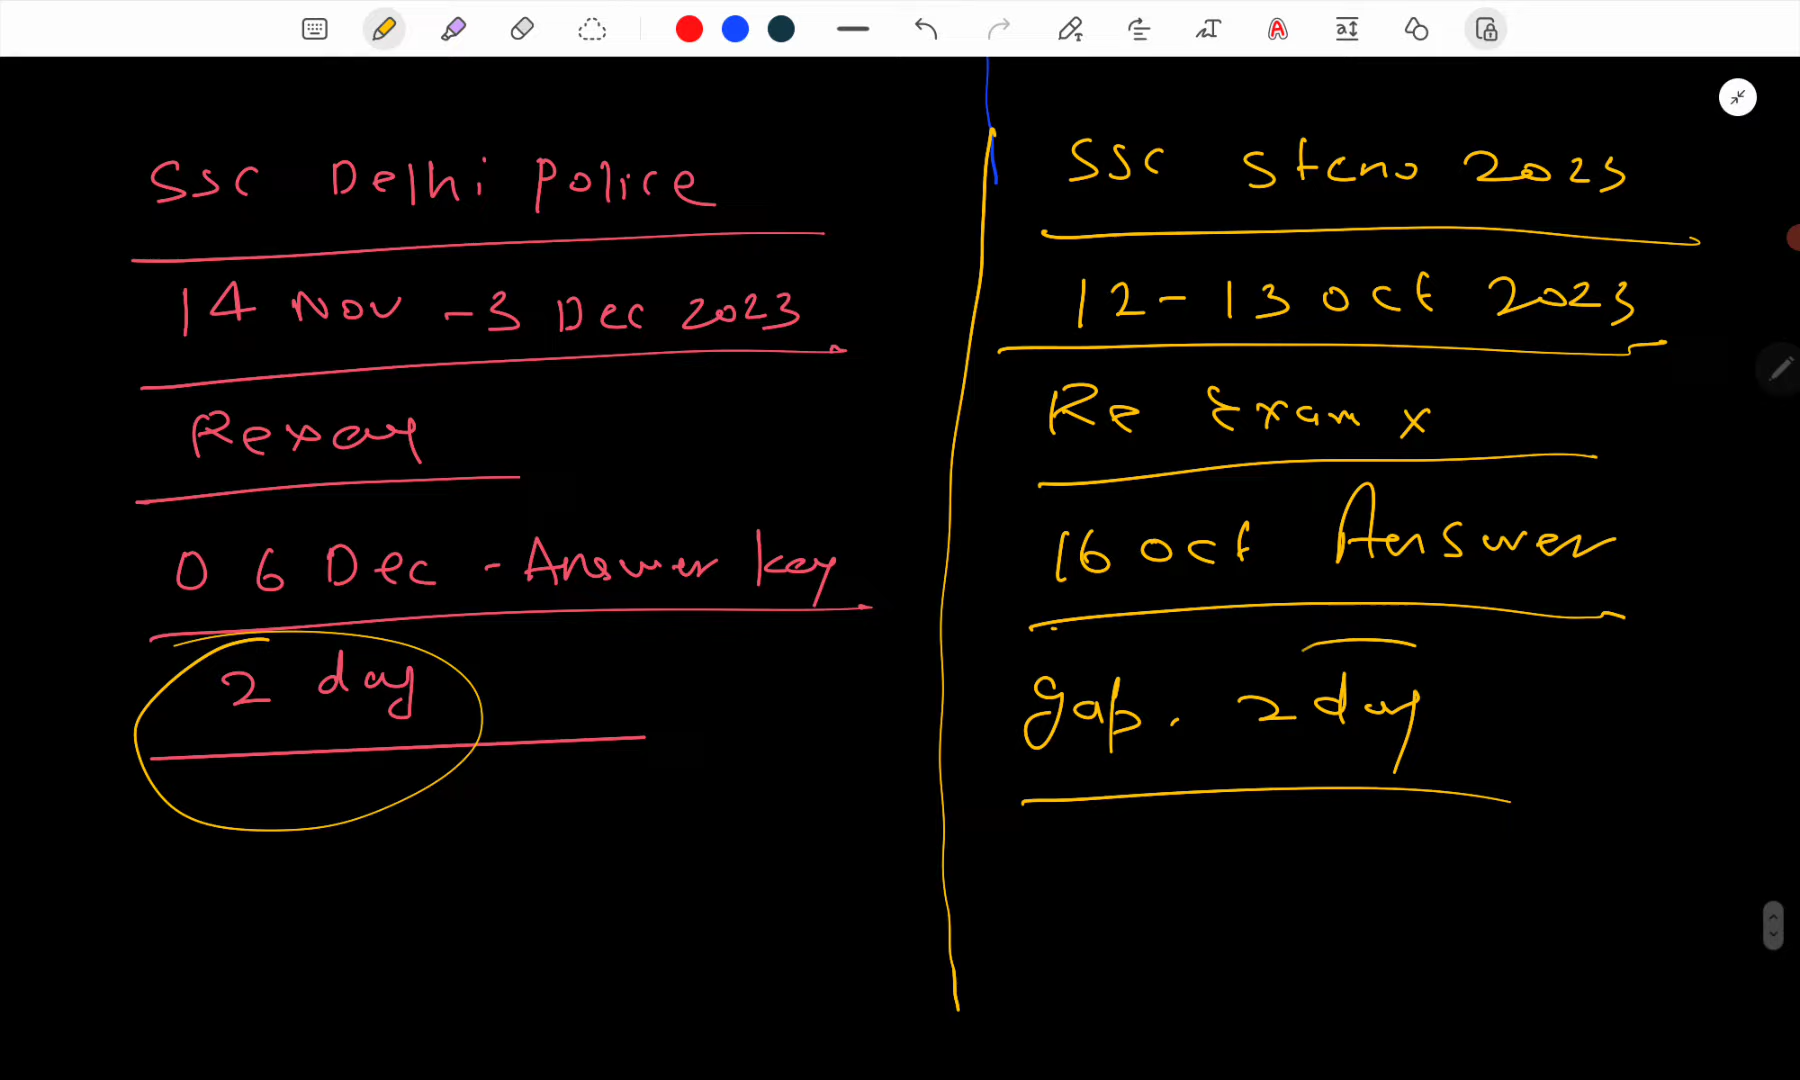 SSC Delhi Police
14 Nov - 3 Dec 2023
06 Dec - Answer key
2 day
SSC Steno 2023
12-13 Oct 2023
Re Exam x
16 Oct Answer
gap. 2 day